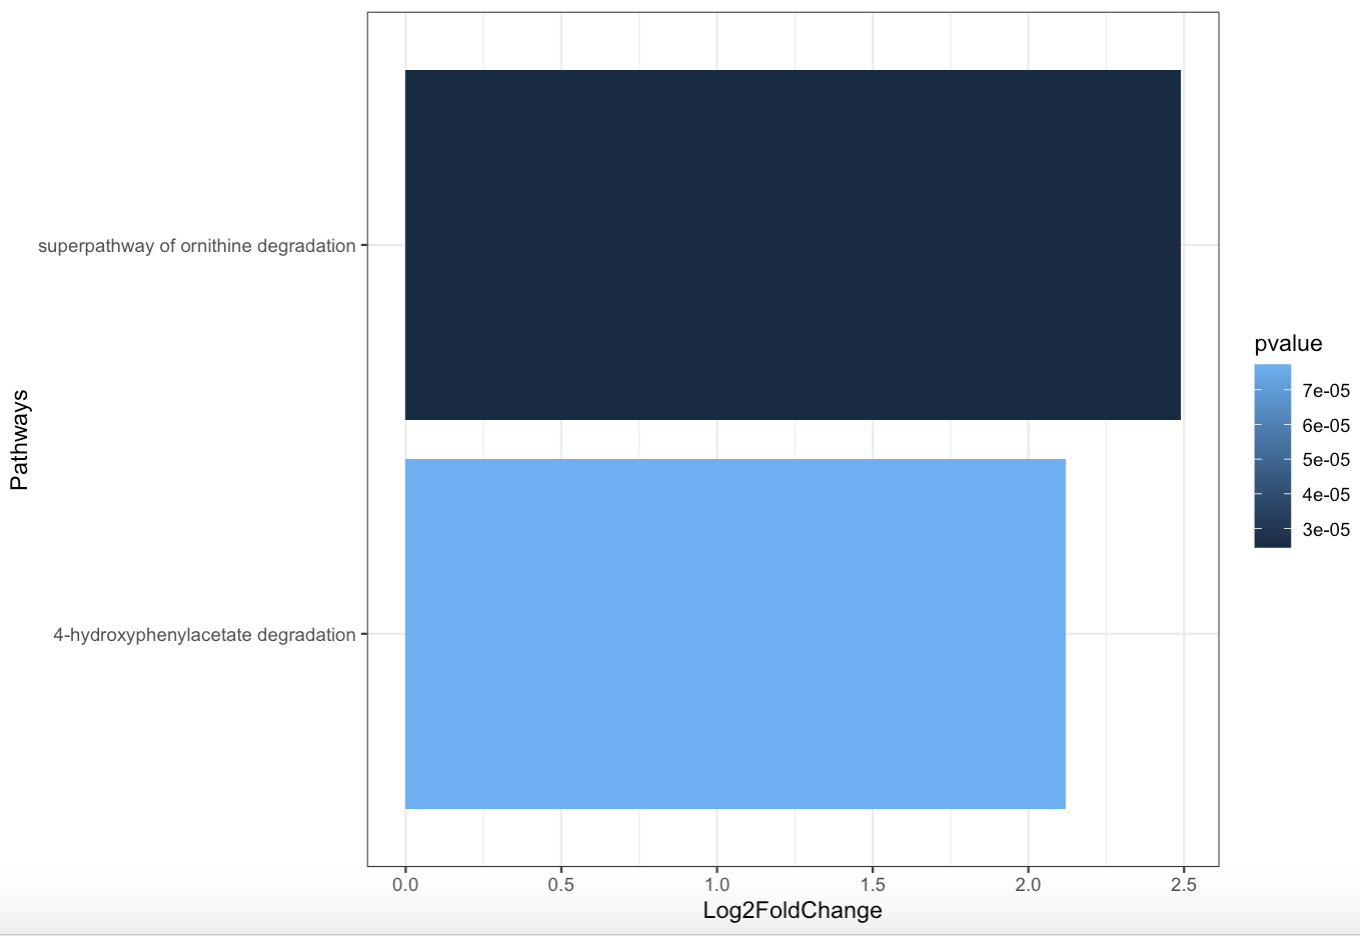 superpathway of ornithine degradation
4-hydroxyphenylacetate degradation
Pathways
0.0 0.5 1.0 1.5 2.0 2.5
Log2FoldChange
pvalue
7e-05
6e-05
5e-05
4e-05
3e-05